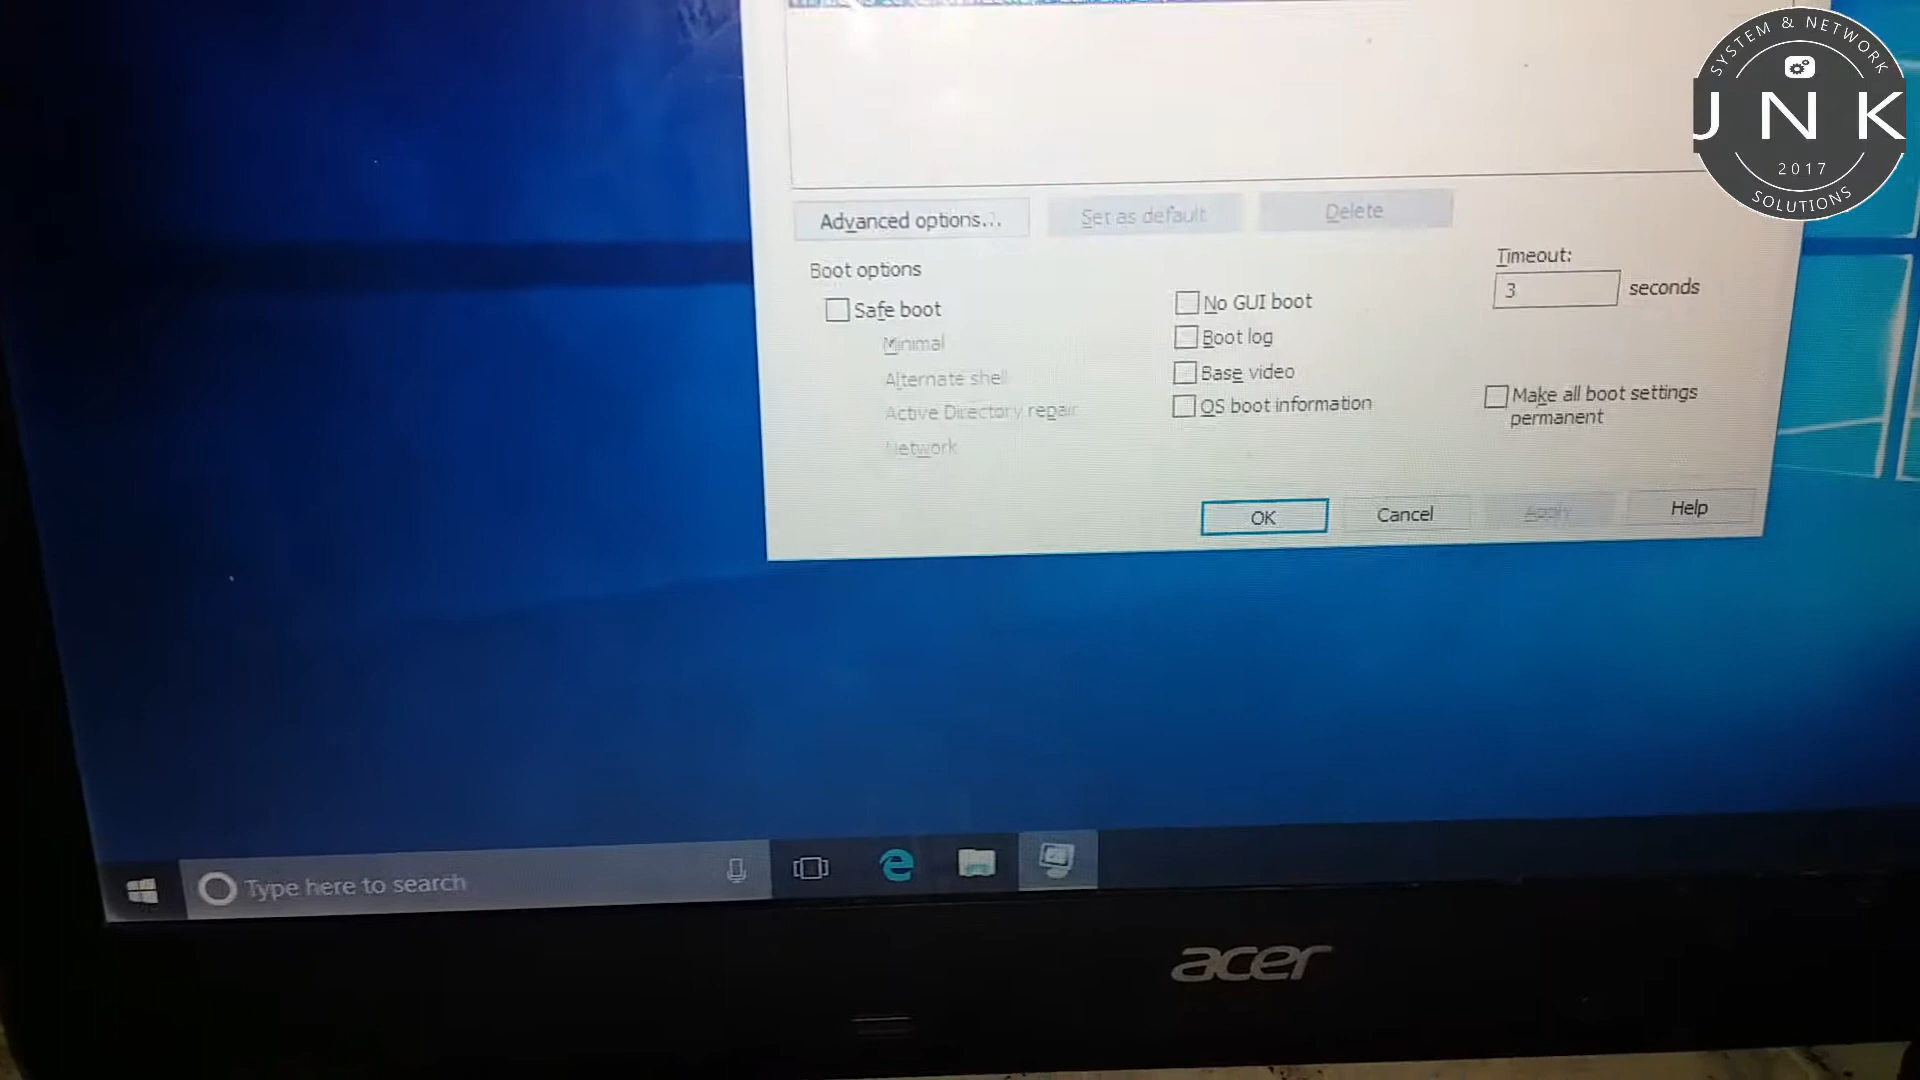 SYSTEM & NETWORK
JNK
2017
SOLUTIONS
Advanced options...
Set as default
Delete
Boot options
Timeout:
Safe boot
No GUI boot
3
seconds
Minimal
Boot log
Alternate shell
Base video
Make all boot settings
permanent
Active Directory repair
OS boot information
Network
OK
Cancel
Apply
Help
Type here to search
acer